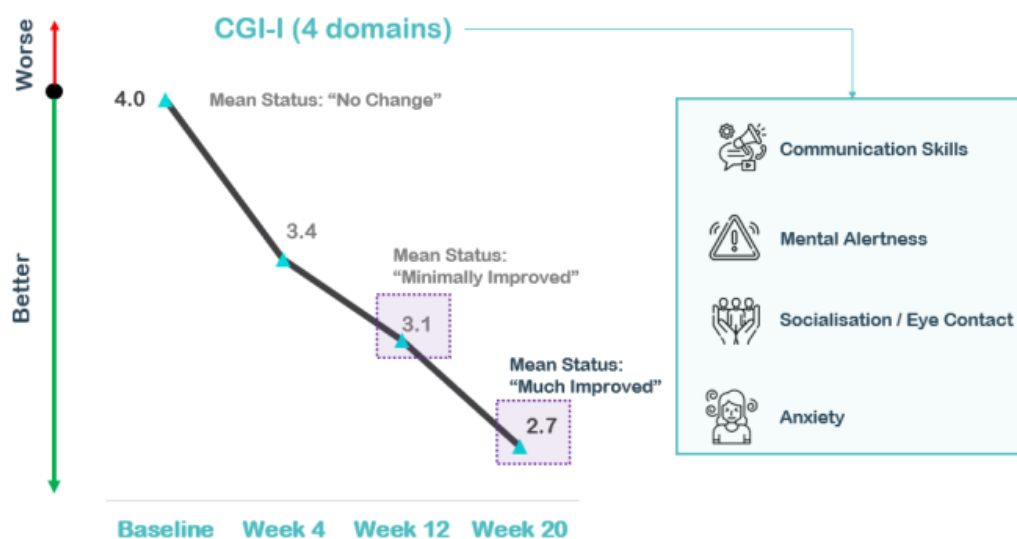 CGI-I (4 domains)
Worse
Better
4.0
Mean Status: “No Change”
3.4
Mean Status:
“Minimally Improved”
3.1
Mean Status:
“Much Improved”
2.7
Baseline Week 4 Week 12 Week 20
Communication Skills
Mental Alertness
Socialisation / Eye Contact
Anxiety